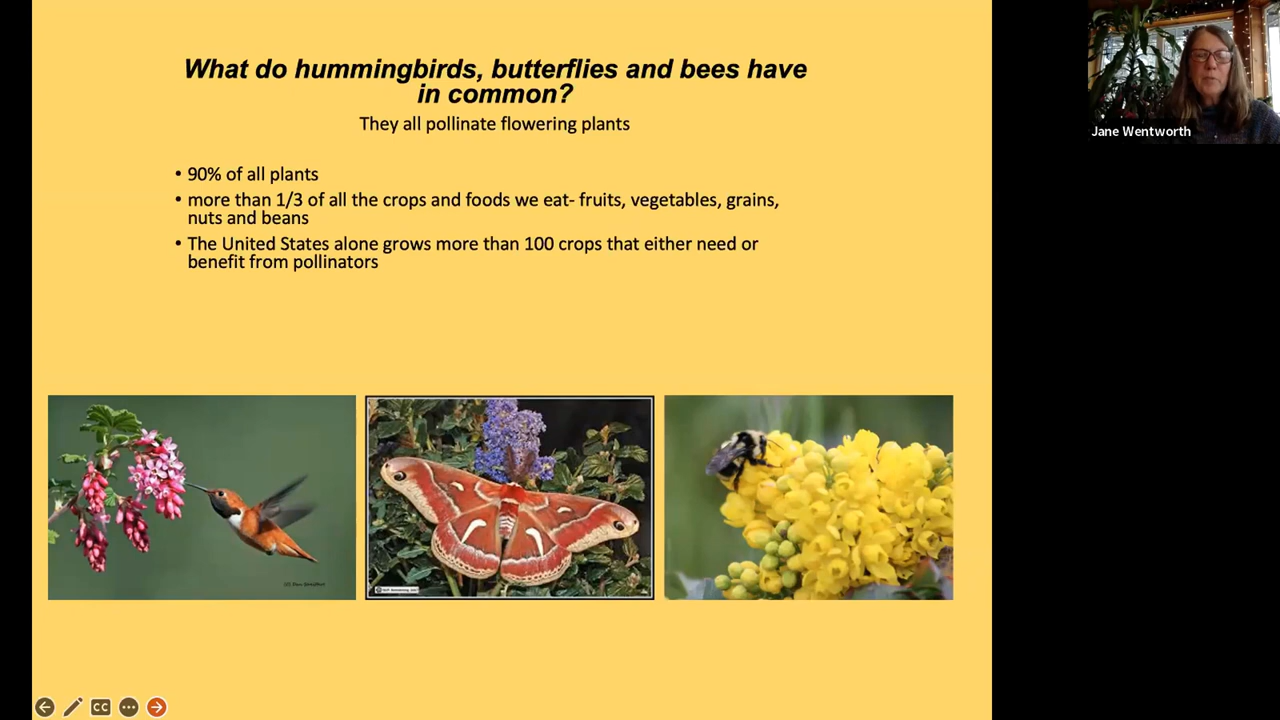 What do hummingbirds, butterflies and bees have
in common?
They all pollinate flowering plants
• 90% of all plants
• more than 1/3 of all the crops and foods we eat- fruits, vegetables, grains,
nuts and beans
• The United States alone grows more than 100 crops that either need or
benefit from pollinators
Jane Wentworth
CC